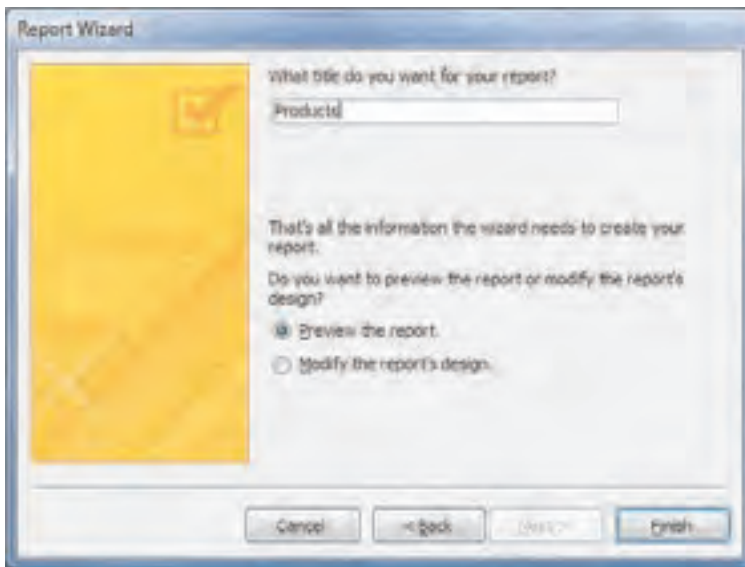 Report Wizard
What title do you want for your report?
Products
That's all the information the wizard needs to create your
report.
Do you want to preview the report or modify the report's
design?
Preview the report.
Modify the report's design.
Cancel
< Back
Next >
Finish